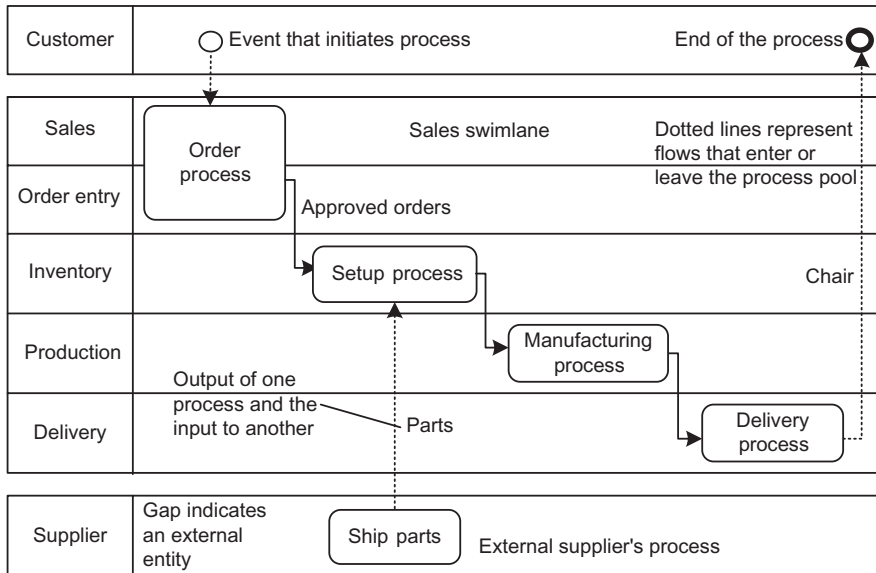 Customer
Event that initiates process
End of the process
Sales
Order
process
Sales swimlane
Dotted lines represent
flows that enter or
leave the process pool
Order entry
Approved orders
Inventory
Setup process
Chair
Production
Manufacturing
process
Output of one
process and the
input to another
Parts
Delivery
Delivery
process
Supplier
Gap indicates
an external
entity
Ship parts
External supplier's process